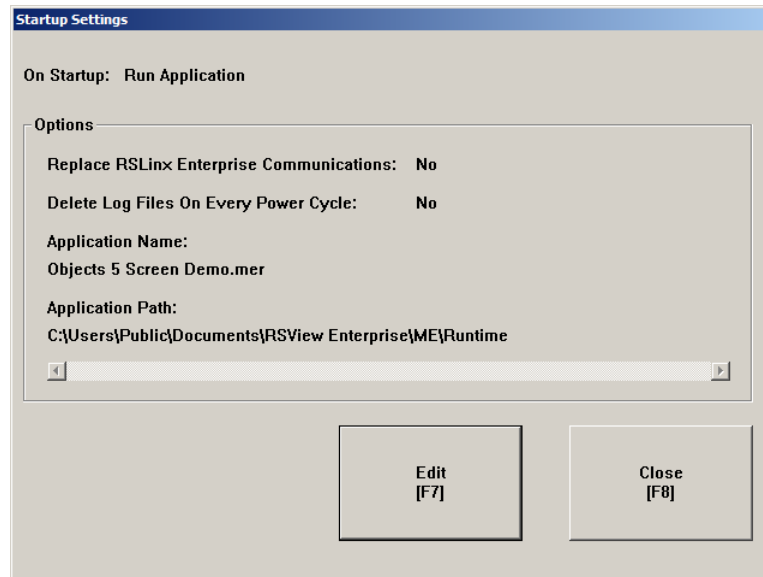 Startup Settings
On Startup: Run Application
Options
Replace RSLinx Enterprise Communications: No
Delete Log Files On Every Power Cycle: No
Application Name:
Objects 5 Screen Demo.mer
Application Path:
C:\Users\Public\Documents\RSView Enterprise\ME\Runtime
Edit
[F7]
Close
[F8]